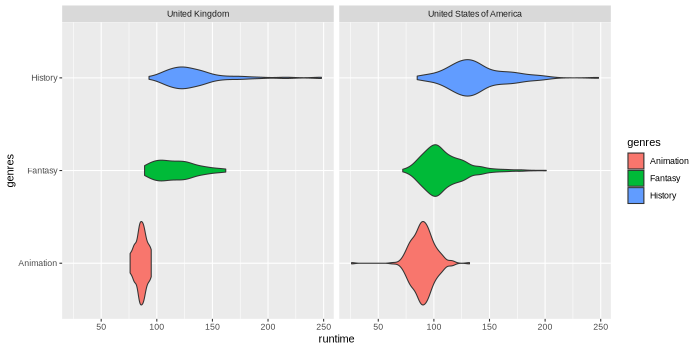 United Kingdom
United States of America
genres
History
Fantasy
Animation
50
100
150
200
250
50
100
150
200
250
runtime
genres
Animation
Fantasy
History